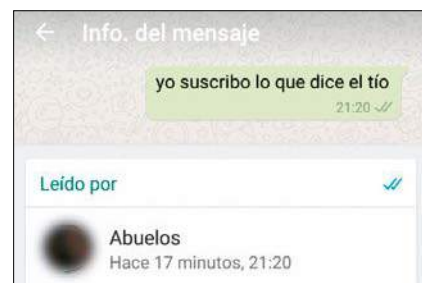 Info. del mensaje
yo suscribo lo que dice el tío
21:20
Leído por
Abuelos
Hace 17 minutos, 21:20